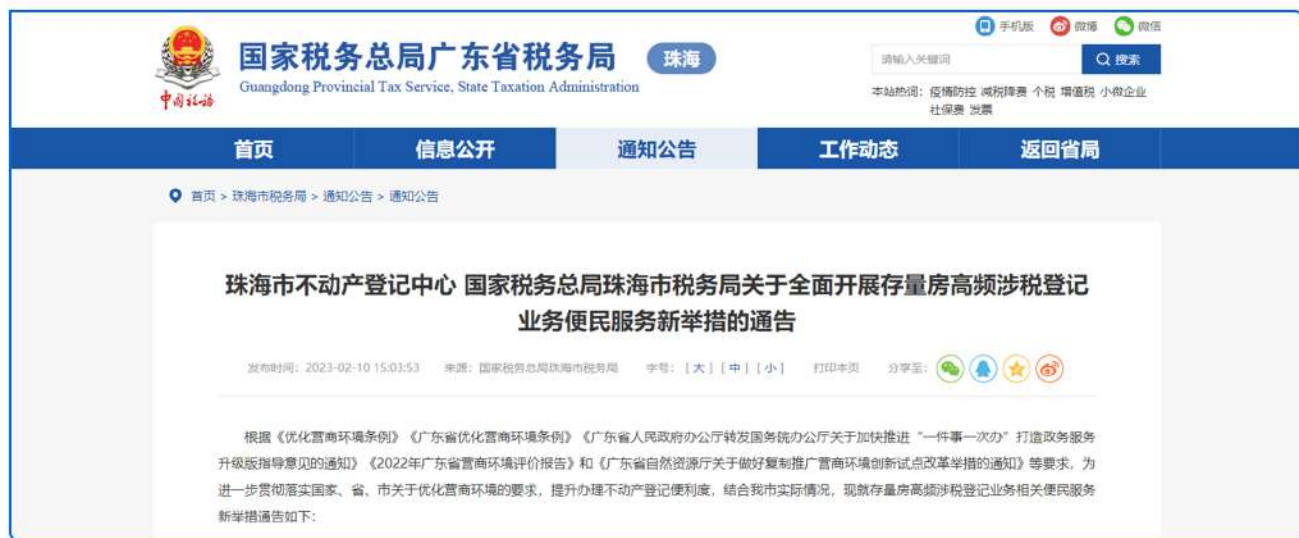 手机版 微博 微信
国家税务总局广东省税务局 珠海
Guangdong Provincial Tax Service, State Taxation Administration
中国税务
请输入关键词 搜索
本站热词: 疫情防控 减税降费 个税 增值税 小微企业
社保费 发票
首页 信息公开 通知公告 工作动态 返回省局
首页 > 珠海市税务局 > 通知公告 > 通知公告
珠海市不动产登记中心 国家税务总局珠海市税务局关于全面开展存量房高频涉税登记
业务便民服务新举措的通告
发布时间: 2023-02-10 15:03:53 来源: 国家税务总局珠海市税务局 字号: [大] [中] [小] 打印本页 分享至:
根据《优化营商环境条例》《广东省优化营商环境条例》《广东省人民政府办公厅转发国务院办公厅关于加快推进“一件事一次办”打造政务服务
升级版指导意见的通知》《2022年广东省营商环境评价报告》和《广东省自然资源厅关于做好复制推广营商环境创新试点改革举措的通知》等要求，为
进一步贯彻落实国家、省、市关于优化营商环境的要求，提升办理不动产登记便利度，结合我市实际情况，现就存量房高频涉税登记业务相关便民服务
新举措通告如下: